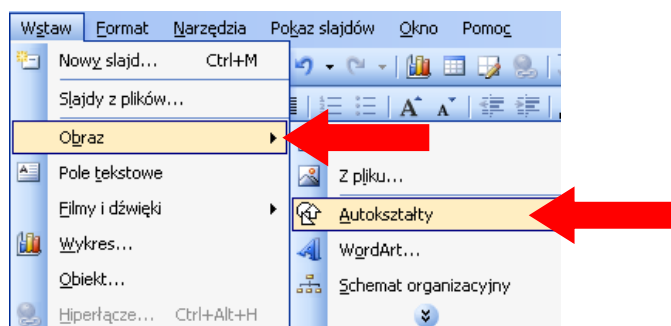 Wstaw Format Narzędzia Pokaz slajdów Okno Pomoc
Nowy slajd... Ctrl+M
Slajdy z plików...
Obraz
Pole tekstowe
Filmy i dźwięki
Wykres...
Obiekt...
Hiperłącze... Ctrl+Alt+H
Z pliku...
Autokształty
WordArt...
Schemat organizacyjny